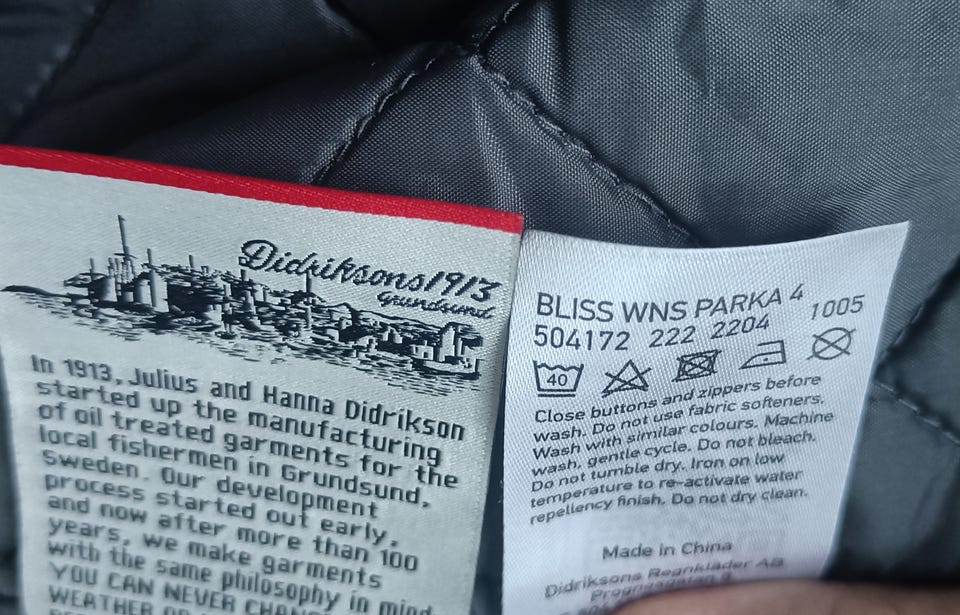 Didriksons1913
Grundsund
In 1913, Julius and Hanna Didrikson
started up the manufacturing
of oil treated garments for the
local fishermen in Grundsund,
Sweden. Our development
process started out early,
and now after more than 100
years, we make garments
with the same philosophy in mind.
YOU CAN NEVER
WEATHER
BLISS WNS PARKA 4
1005
504172 222 2204
40
Close buttons and zippers before
wash. Do not use fabric softeners.
Wash with similar colours. Machine
wash, gentle cycle. Do not bleach.
Do not tumble dry. Iron on low
temperature to re-activate water
repellency finish. Do not dry clean.
Made in China
Didriksons Regnkläder AB